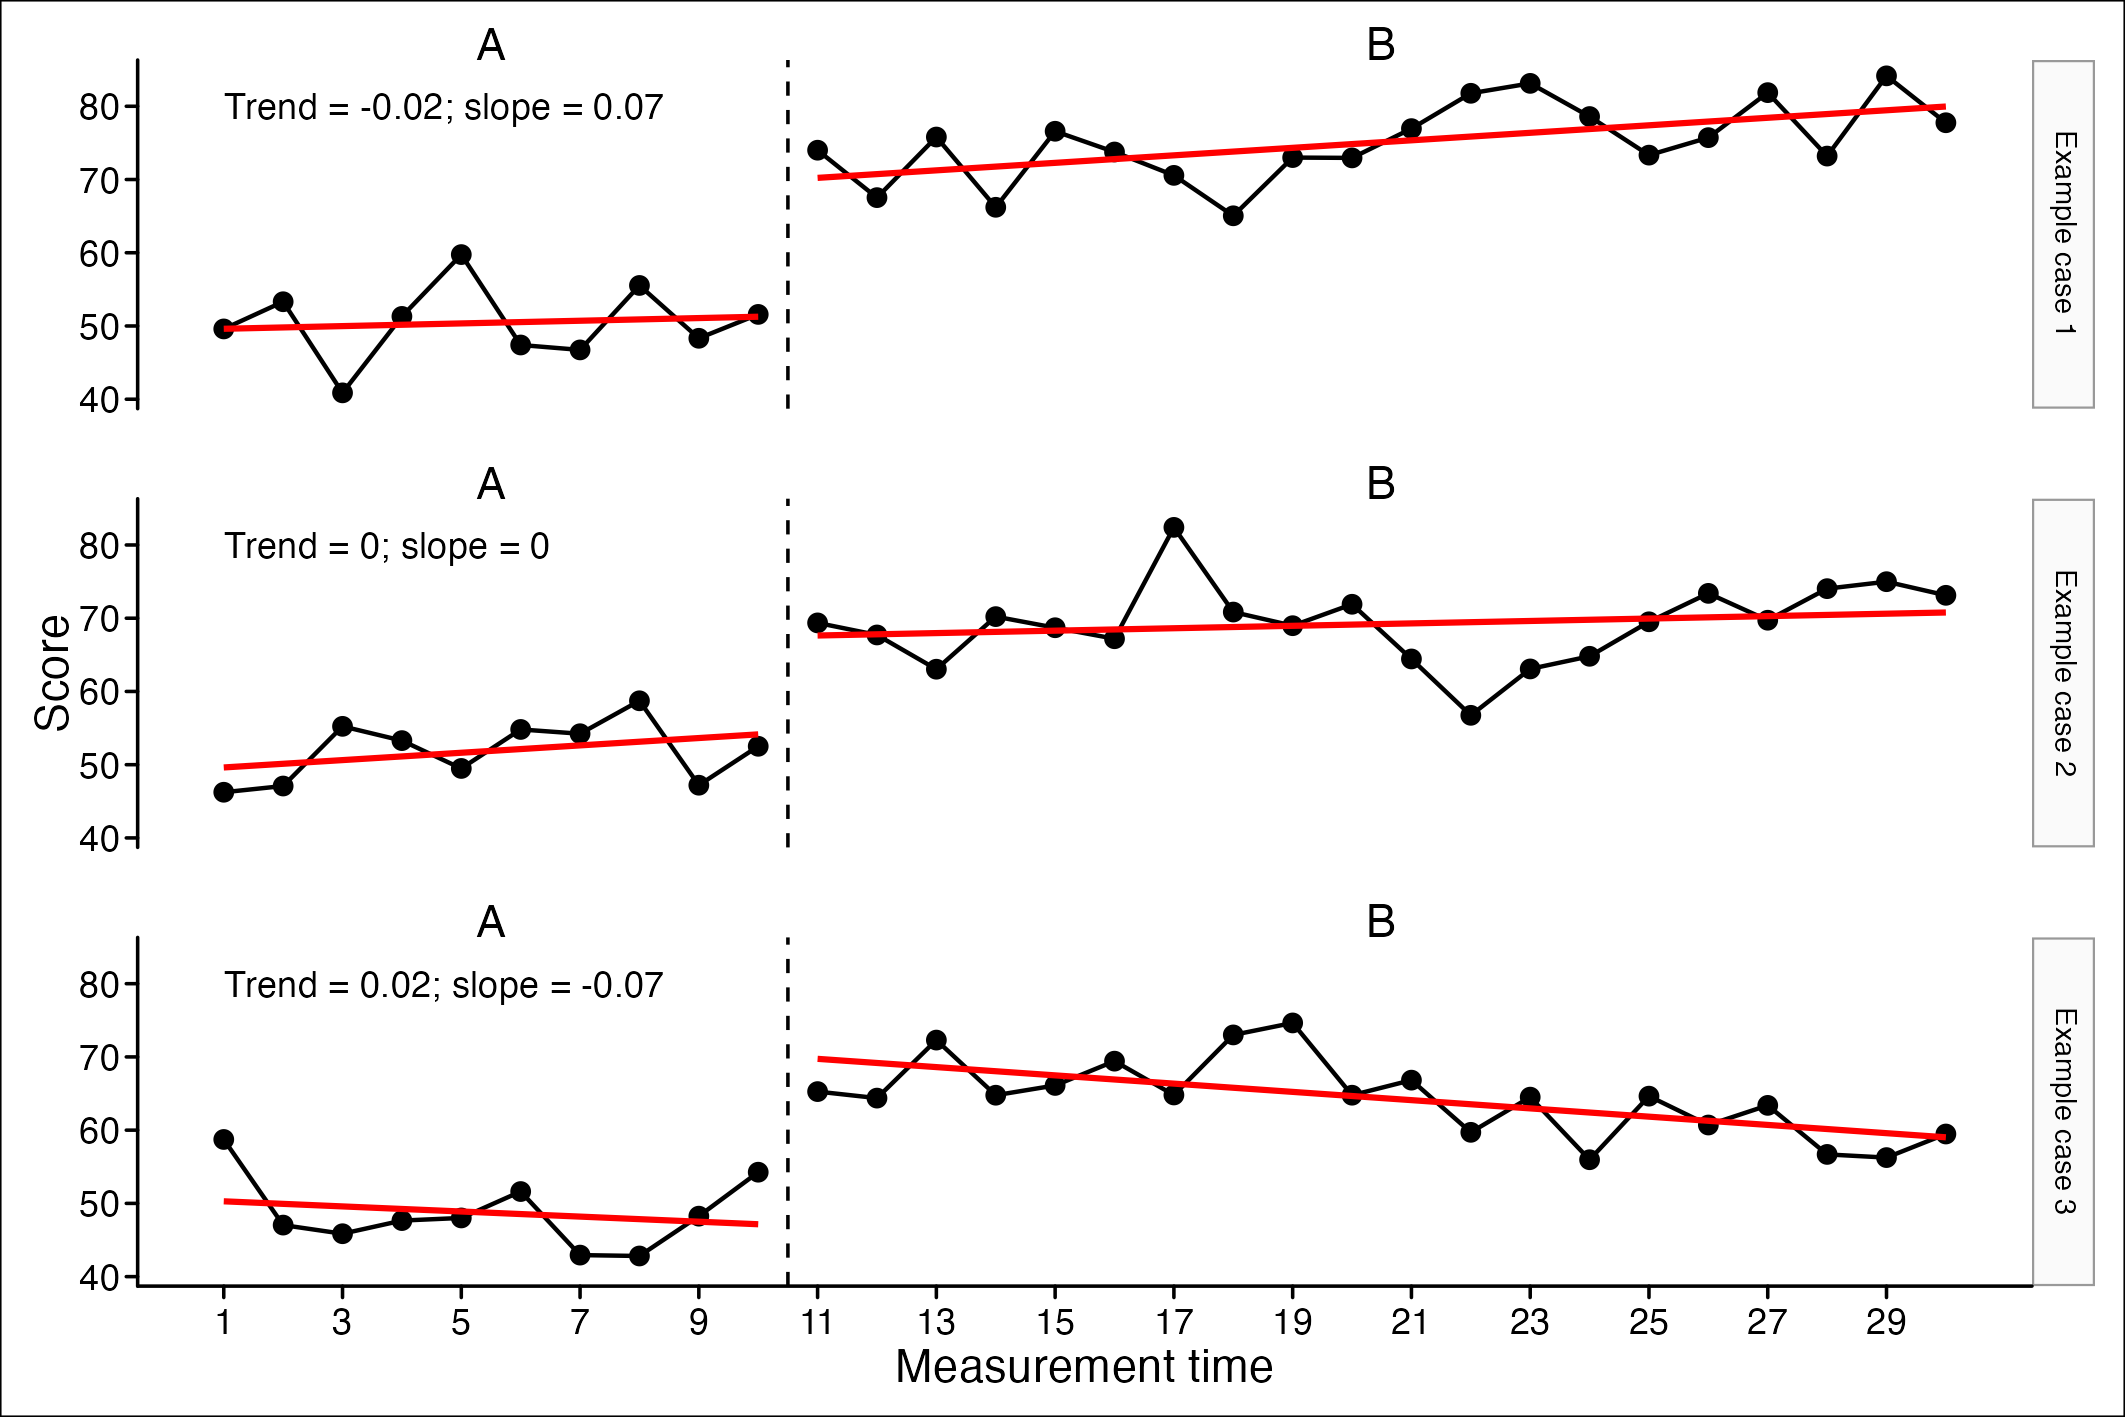 A B
Trend = -0.02; slope = 0.07
80
70
60
50
40
Example case 1
A B
Trend = 0; slope = 0
80
70
60
50
40
Example case 2
Score
A B
Trend = 0.02; slope = -0.07
80
70
60
50
40
Example case 3
1 3 5 7 9 11 13 15 17 19 21 23 25 27 29
Measurement time